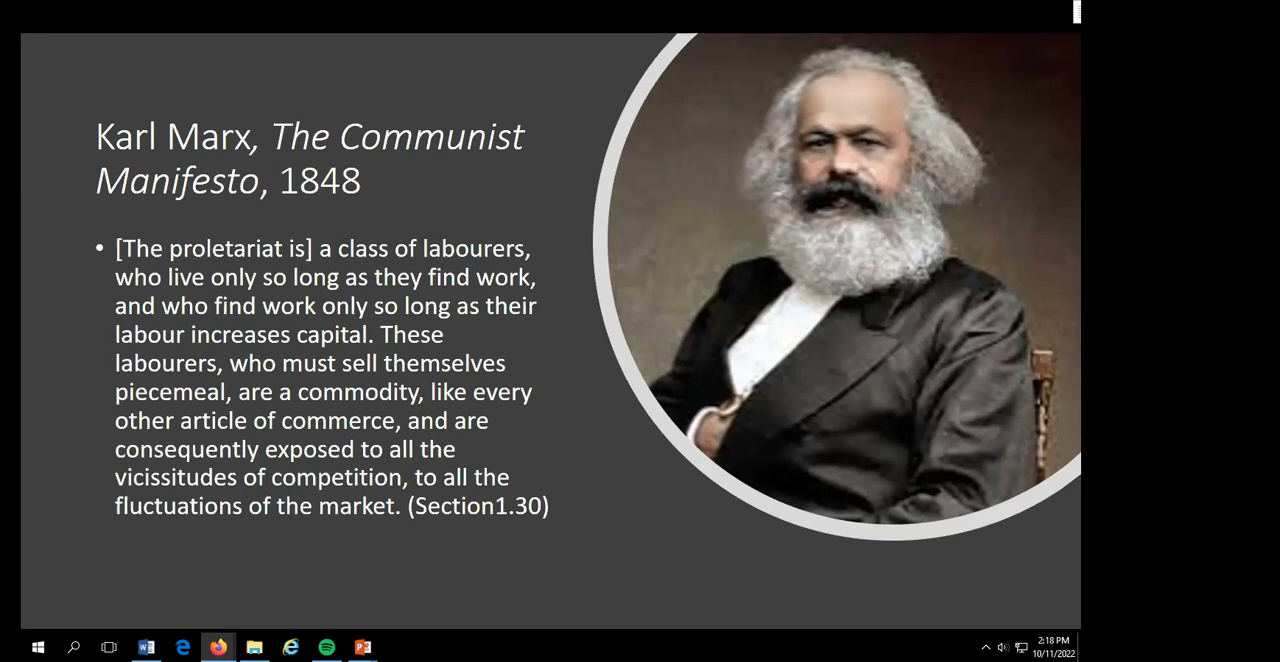 Karl Marx, The Communist
Manifesto, 1848
• [The proletariat is] a class of labourers,
who live only so long as they find work,
and who find work only so long as their
labour increases capital. These
labourers, who must sell themselves
piecemeal, are a commodity, like every
other article of commerce, and are
consequently exposed to all the
vicissitudes of competition, to all the
fluctuations of the market. (Section1.30)
2:18 PM
10/11/2022